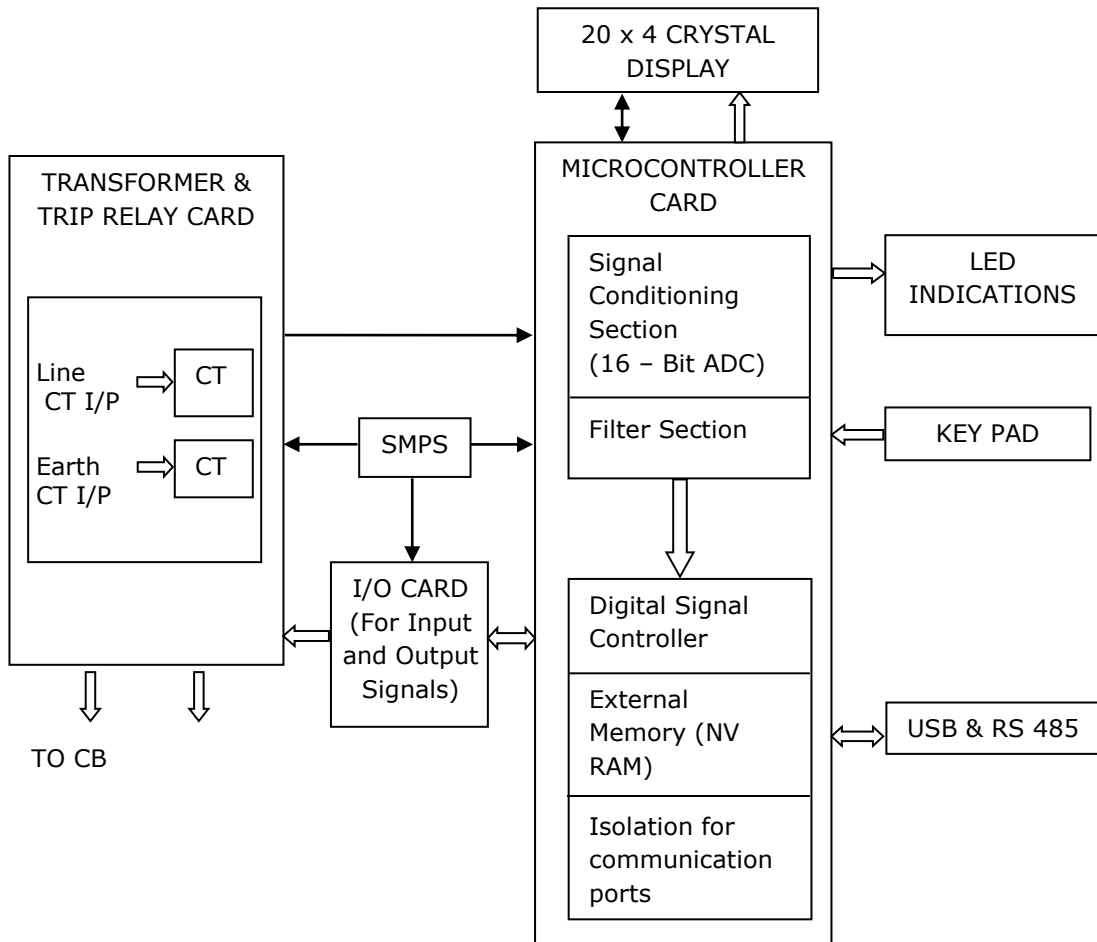 20 x 4 CRYSTAL
DISPLAY
TRANSFORMER &
TRIP RELAY CARD
Line
CT I/P
CT
Earth
CT I/P
CT
TO CB
SMPS
I/O CARD
(For Input
and Output
Signals)
MICROCONTROLLER
CARD
Signal
Conditioning
Section
(16 – Bit ADC)
Filter Section
Digital Signal
Controller
External
Memory (NV
RAM)
Isolation for
communication
ports
LED
INDICATIONS
KEY PAD
USB & RS 485